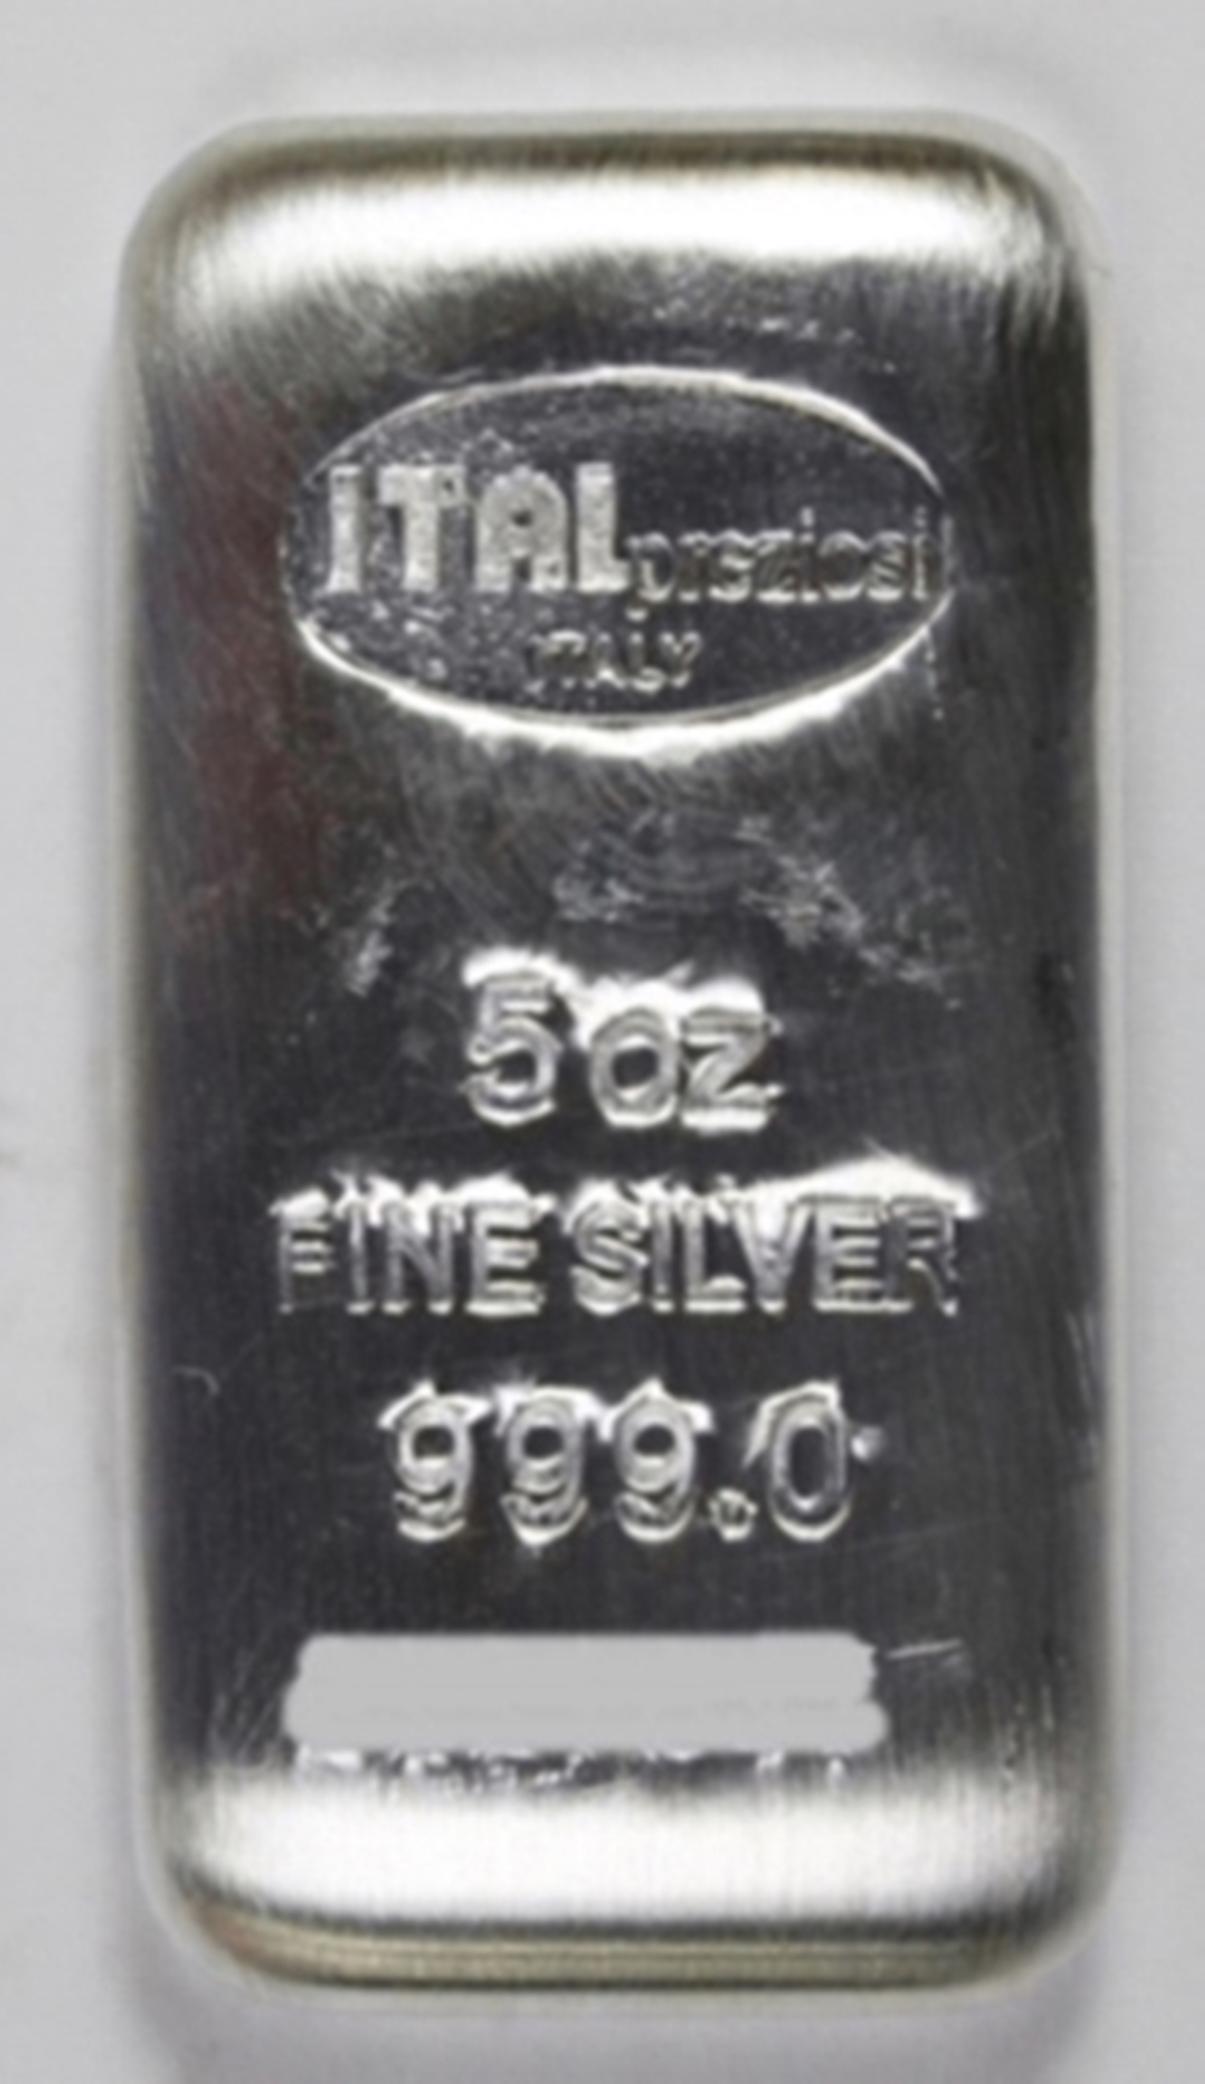 ITALpreziosi
ITALY
5 oz
FINE SILVER
999.0